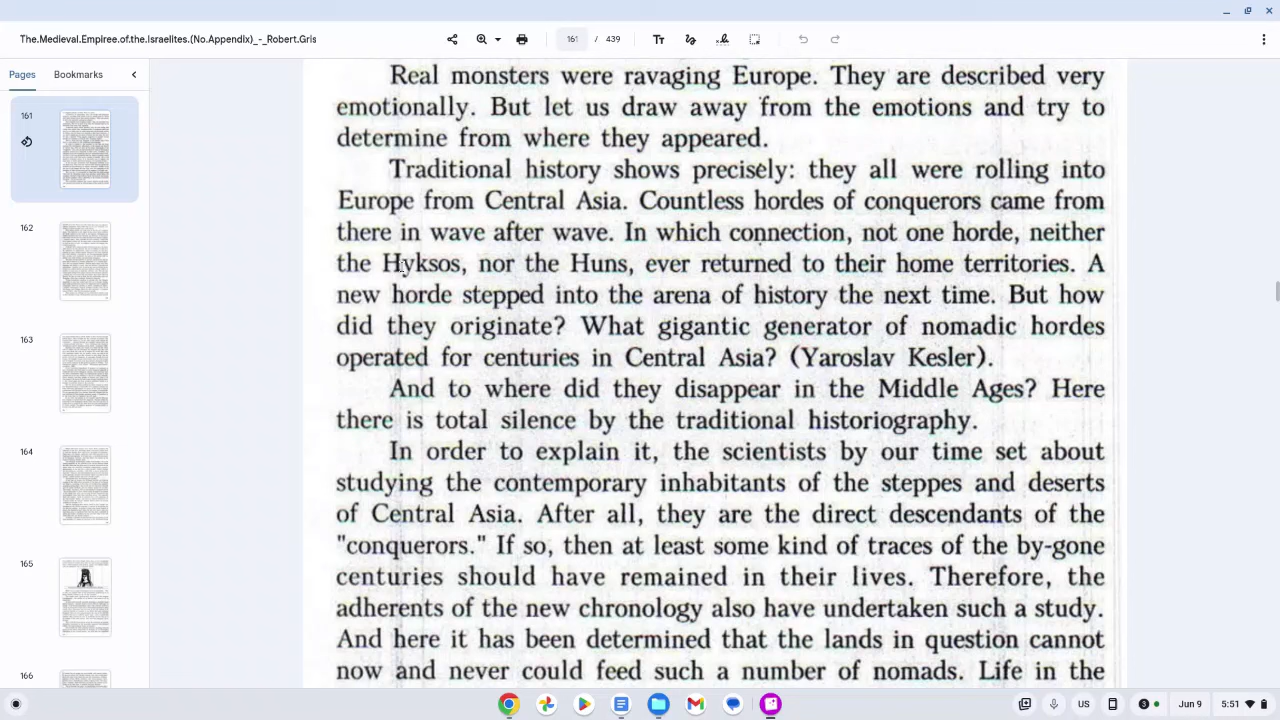 The.Medieval.Empiree.of.the.Israelites.(No.Appendix)_-_Robert.Gris
161 / 439
Pages
Bookmarks
161
162
163
164
165
Real monsters were ravaging Europe. They are described very
emotionally. But let us draw away from the emotions and try to
determine from where they appeared.
Traditional history shows precisely: they all were rolling into
Europe from Central Asia. Countless hordes of conquerors came from
there in wave after wave. In which connection, not one horde, neither
the Hyksos, nor the Huns, ever returned to their home territories. A
new horde stepped into the arena of history the next time. But how
did they originate? What gigantic generator of nomadic hordes
operated for centuries in Central Asia? (Yaroslav Kesler).
And to where did they disappear in the Middle Ages? Here
there is total silence by the traditional historiography.
In order to explain it, the scientists by our time set about
studying the contemporary inhabitants of the steppes and deserts
of Central Asia. After all, they are the direct descendants of the
"conquerors." If so, then at least some kind of traces of the by-gone
centuries should have remained in their lives. Therefore, the
adherents of the new chronology also have undertaken such a study.
And here it has been determined that the lands in question cannot
now and never could feed such a number of nomads. Life in the
US
3
Jun 9
5:51